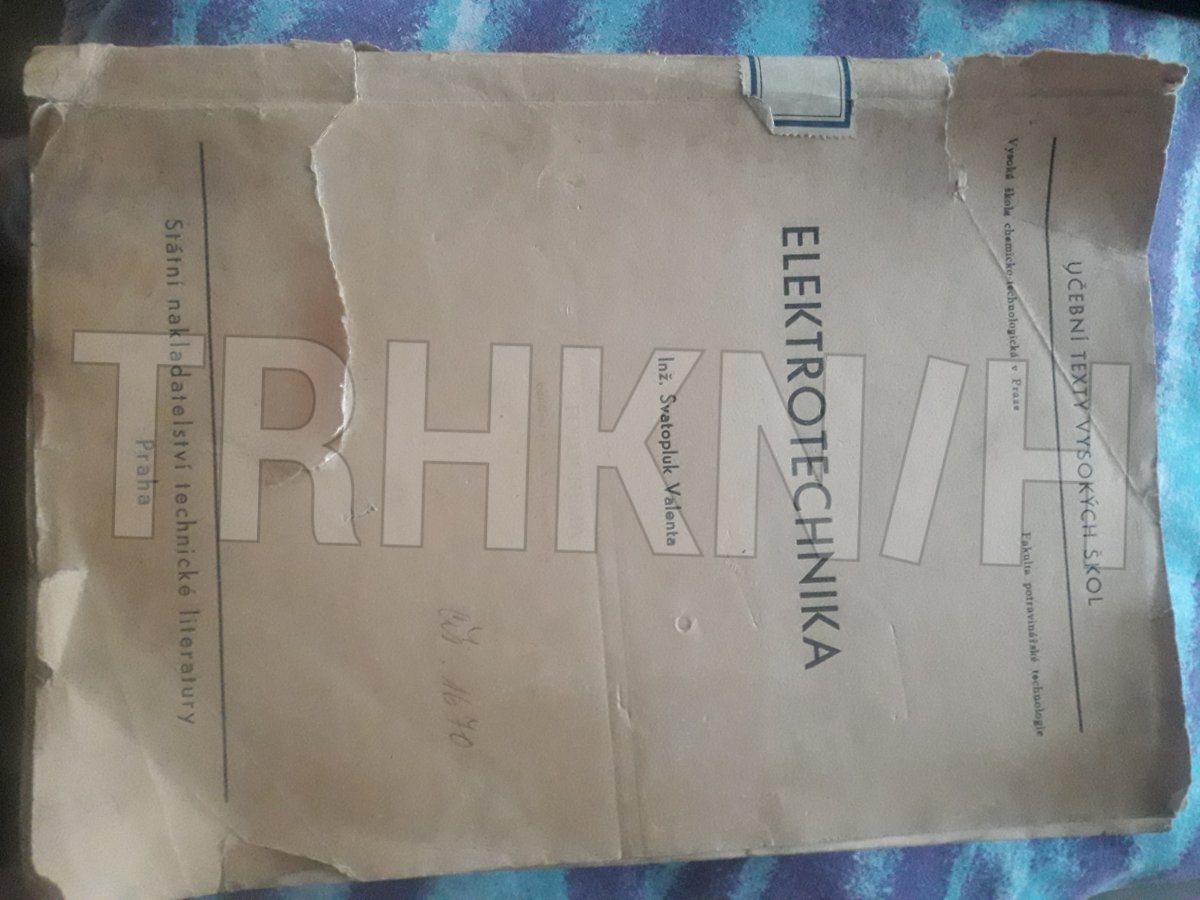 UČEBNÍ TEXTY VYSOKÝCH ŠKOL
Vysoká škola chemicko-technologická v Praze
Fakulta potravinářské technologie
ELEKTROTECHNIKA
Inž. Svatopluk Valenta
1670
Státní nakladatelství technické literatury
Praha
TRHKNIH